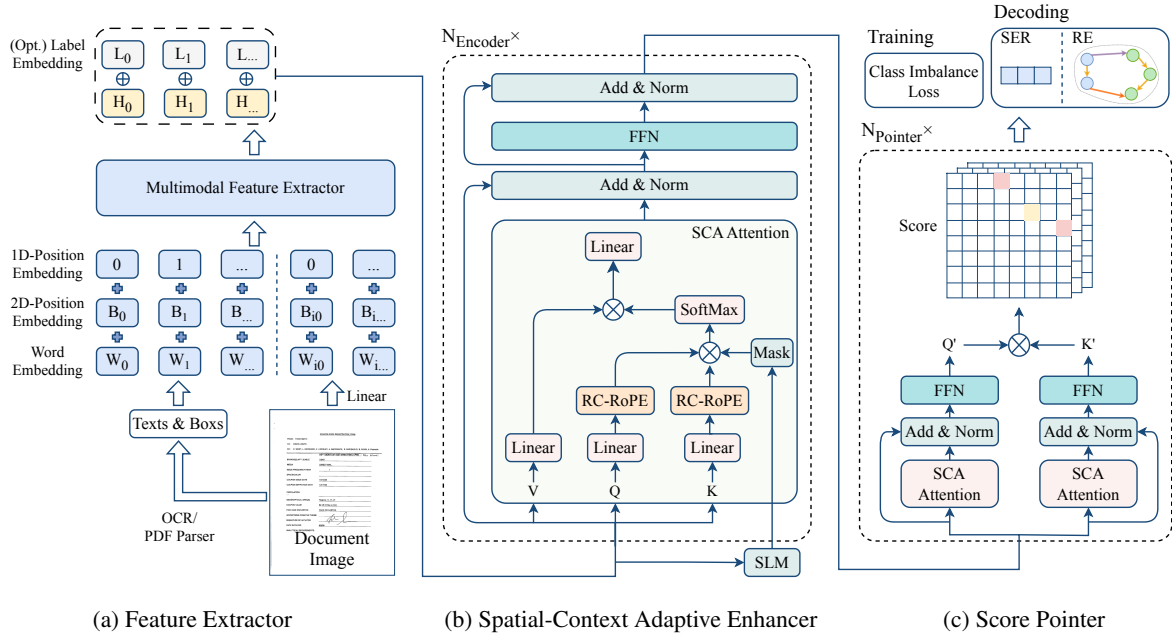 (Opt.) Label
Embedding
L0 L1 L...
H0 H1 H...
Multimodal Feature Extractor
1D-Position
Embedding
0 1 ... 0 ...
2D-Position
Embedding
B0 B1 B... Bi0 Bi...
Word
Embedding
W0 W1 W... Wi0 Wi...
Linear
Texts & Boxs
OCR/
PDF Parser
Document
Image
(a) Feature Extractor
NEncoder×
Add & Norm
FFN
Add & Norm
SCA Attention
Linear
SoftMax
Mask
RC-RoPE RC-RoPE
Linear Linear Linear
V Q K
SLM
(b) Spatial-Context Adaptive Enhancer
Decoding
Training
SER RE
Class Imbalance
Loss
NPointer×
Score
Q' K'
FFN FFN
Add & Norm Add & Norm
SCA
Attention
SCA
Attention
(c) Score Pointer